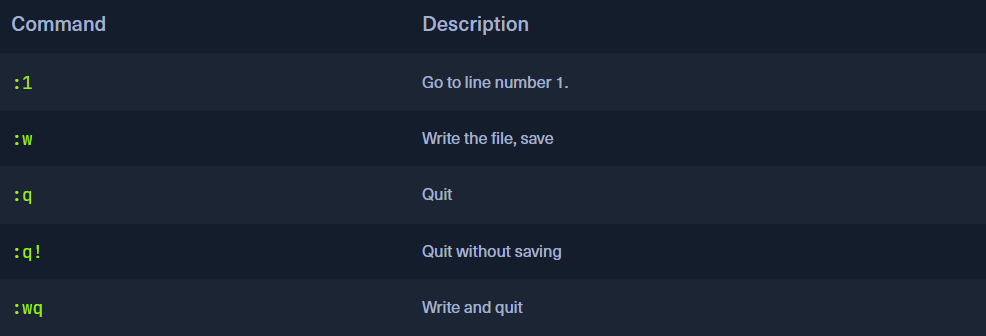 Command Description
:1 Go to line number 1.
:w Write the file, save
:q Quit
:q! Quit without saving
:wq Write and quit